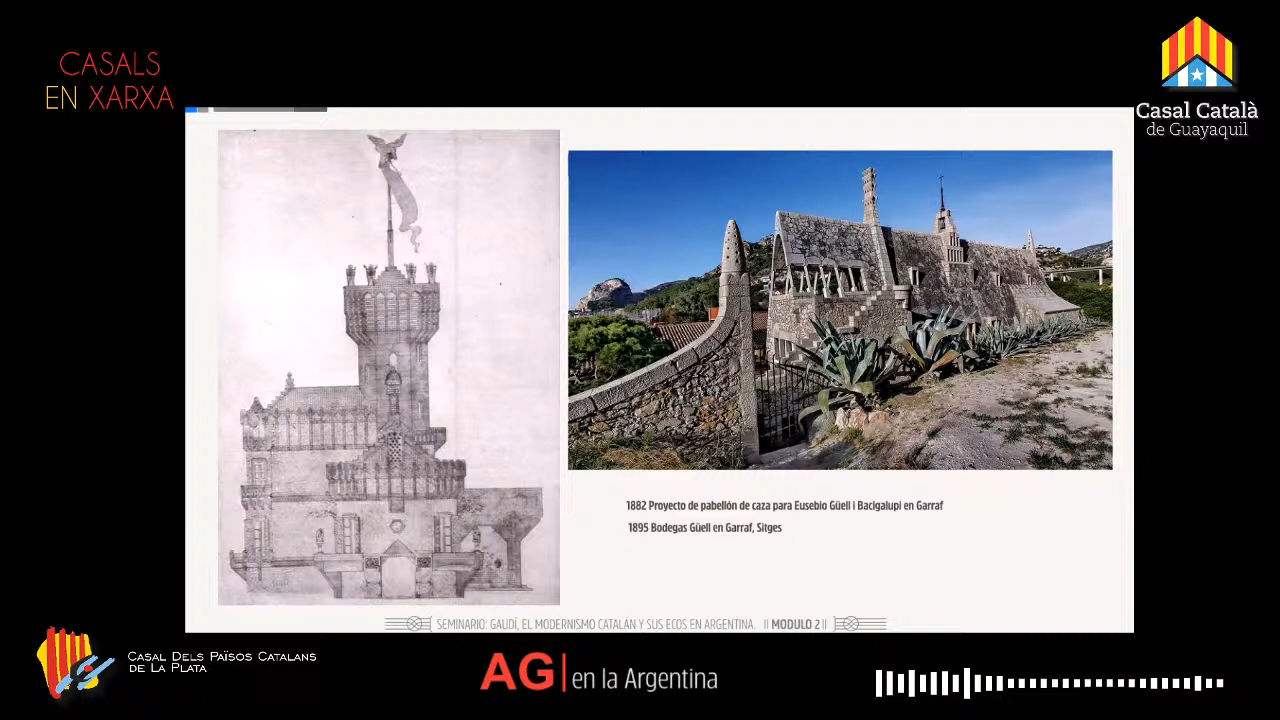 CASALS
EN XARXA
Casal Català
de Guayaquil
1882 Proyecto de pabellón de caza para Eusebio Güell i Bacigalupi en Garraf
1895 Bodegas Güell en Garraf, Sitges
SEMINARIO: GAUDÍ, EL MODERNISMO CATALÁN Y SUS ECOS EN ARGENTINA. II MODULO 2 II
CASAL DELS PAÏSOS CATALANS
DE LA PLATA
AG en la Argentina